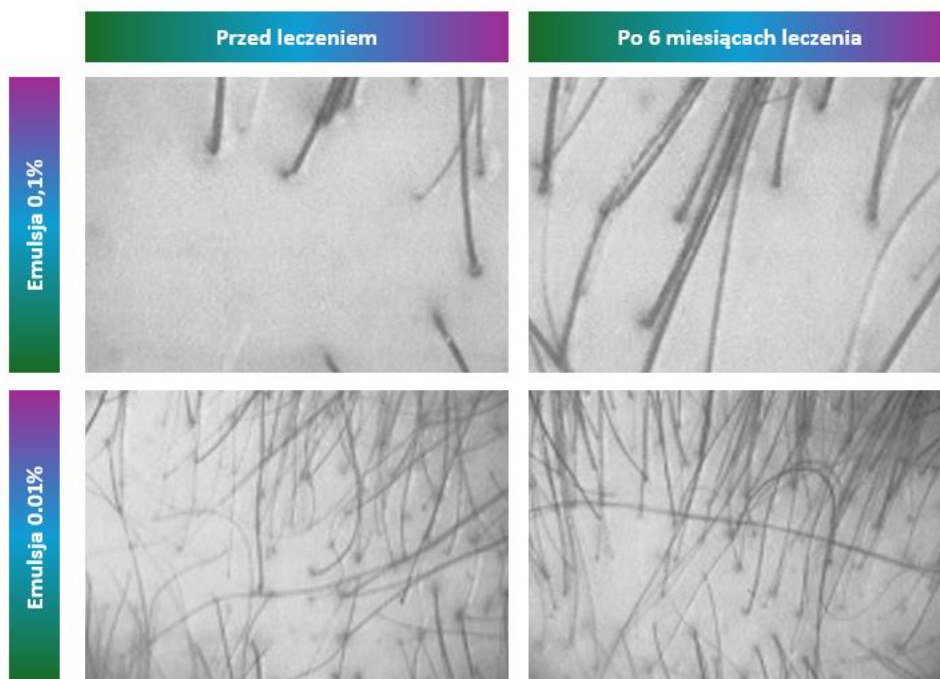 Przed leczeniem
Po 6 miesiącach leczenia
Emulsja 0,1%
Emulsja 0.01%